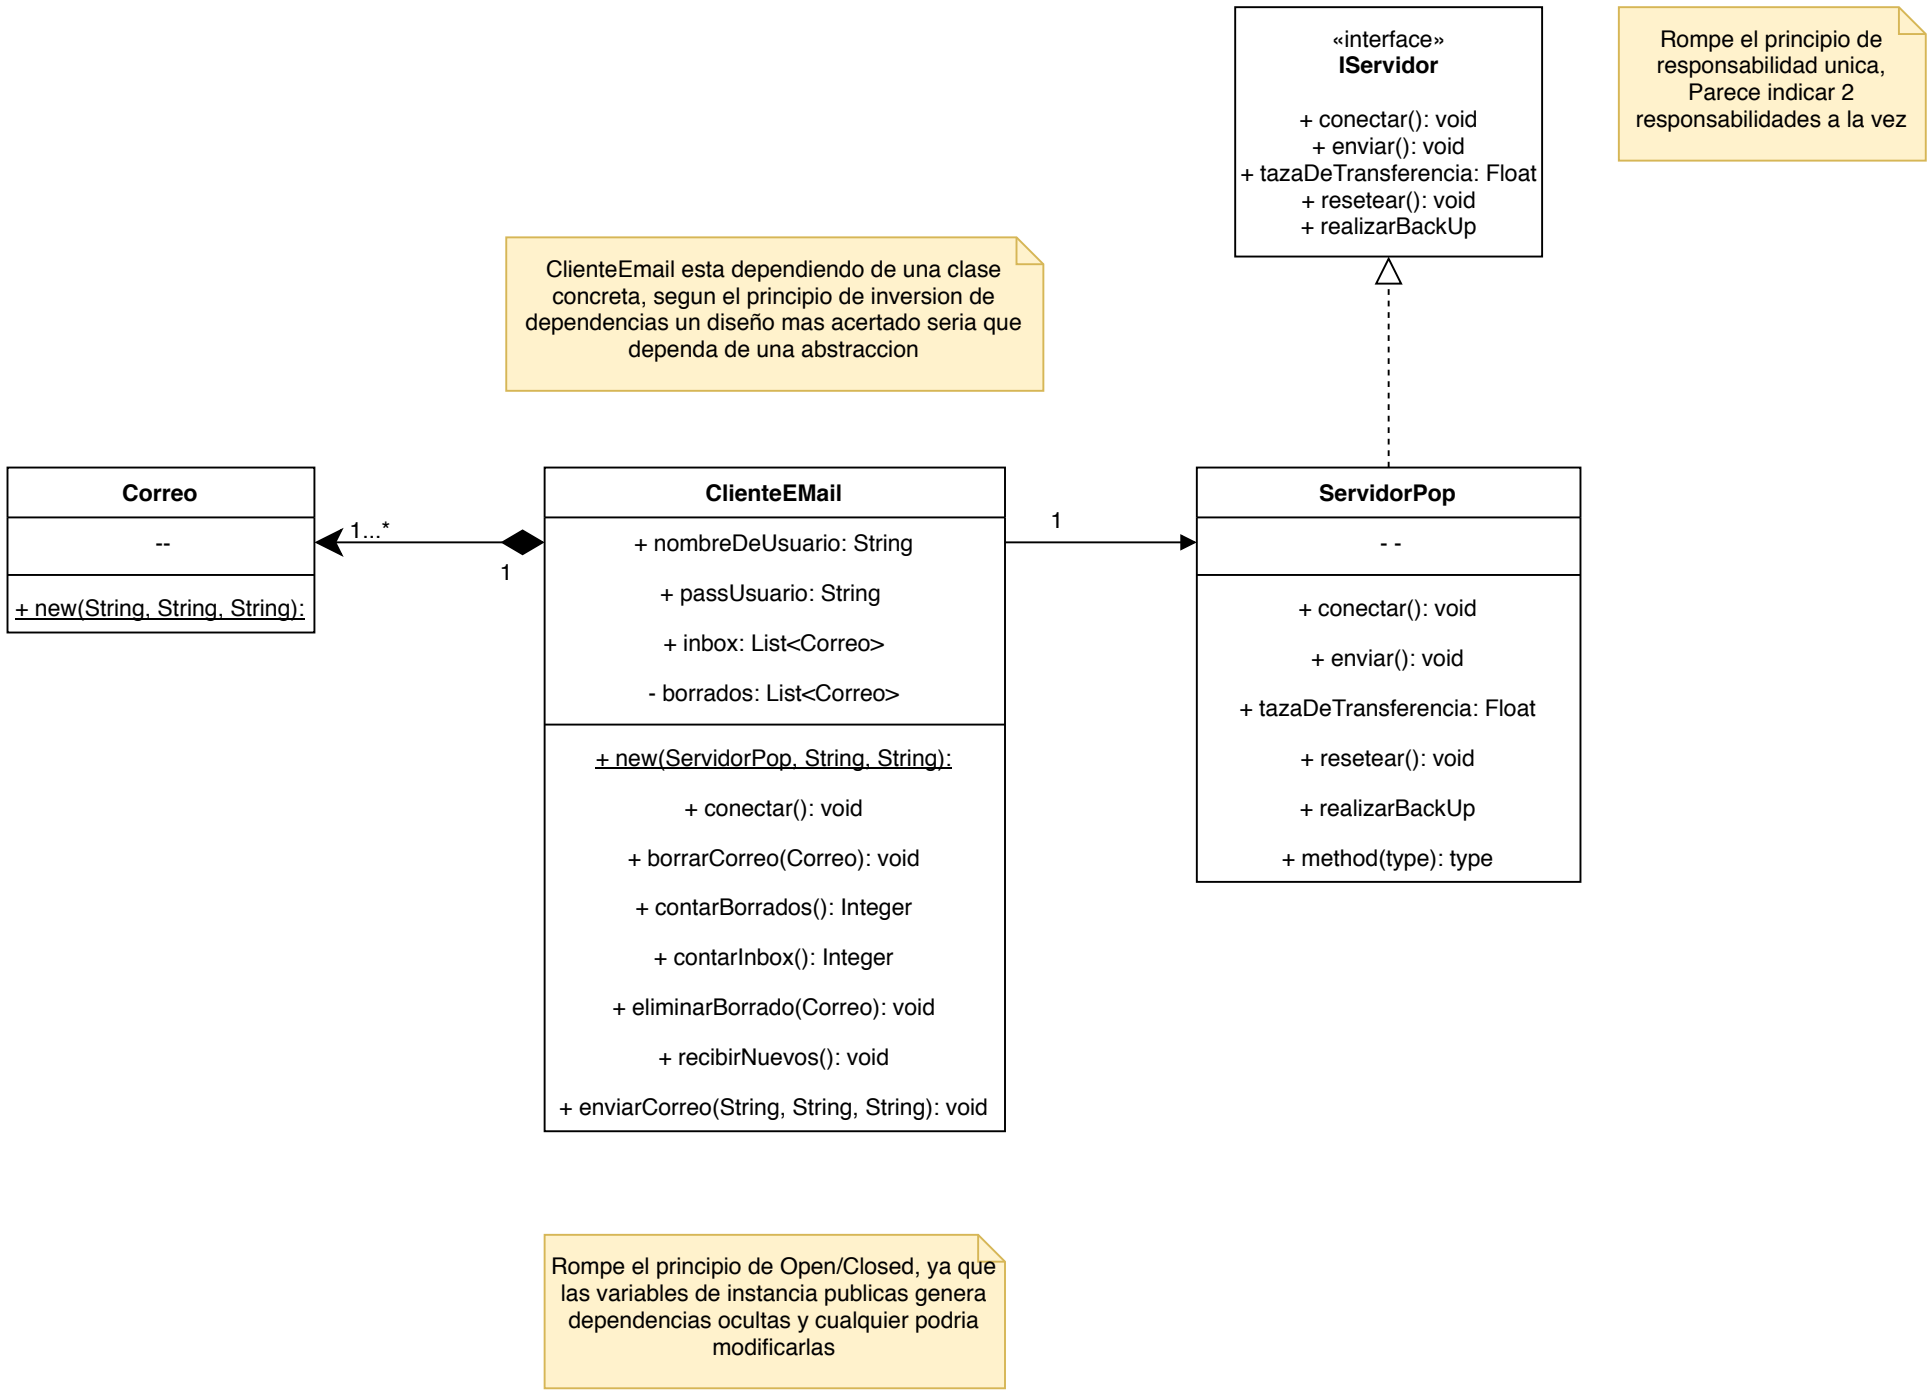 «interface»
IServidor
+ conectar(): void
+ enviar(): void
+ tazaDeTransferencia: Float
+ resetear(): void
+ realizarBackUp
Rompe el principio de
responsabilidad unica,
Parece indicar 2
responsabilidades a la vez
ClienteEmail esta dependiendo de una clase
concreta, segun el principio de inversion de
dependencias un diseño mas acertado seria que
dependa de una abstraccion
Correo
--
+ new(String, String, String):
1...*
1
ClienteEMail
+ nombreDeUsuario: String
+ passUsuario: String
+ inbox: List<Correo>
- borrados: List<Correo>
+ new(ServidorPop, String, String):
+ conectar(): void
+ borrarCorreo(Correo): void
+ contarBorrados(): Integer
+ contarInbox(): Integer
+ eliminarBorrado(Correo): void
+ recibirNuevos(): void
+ enviarCorreo(String, String, String): void
1
ServidorPop
- -
+ conectar(): void
+ enviar(): void
+ tazaDeTransferencia: Float
+ resetear(): void
+ realizarBackUp
+ method(type): type
Rompe el principio de Open/Closed, ya que
las variables de instancia publicas genera
dependencias ocultas y cualquier podria
modificarlas